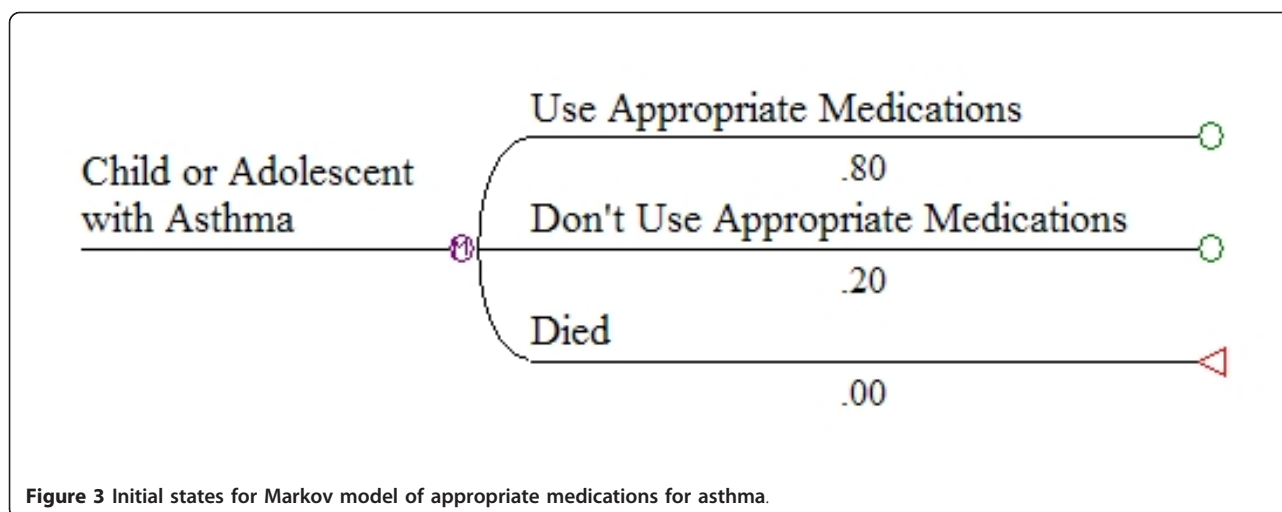 Use Appropriate Medications
.80
Child or Adolescent
with Asthma
M
Don't Use Appropriate Medications
.20
Died
.00
Figure 3 Initial states for Markov model of appropriate medications for asthma.